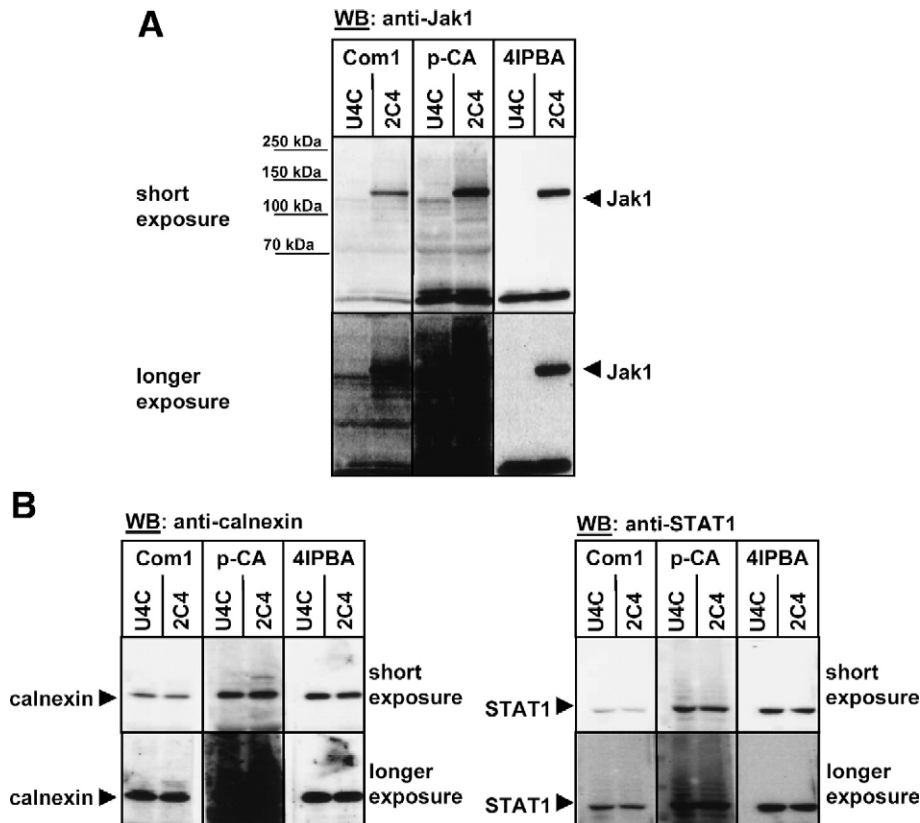 A
WB: anti-Jak1
Com1 p-CA 4IPBA
U4C 2C4 U4C 2C4 U4C 2C4
250 kDa
150 kDa
100 kDa
70 kDa
short
exposure
Jak1
longer
exposure
Jak1
B
WB: anti-calnexin
Com1 p-CA 4IPBA
U4C 2C4 U4C 2C4 U4C 2C4
calnexin
short
exposure
calnexin
longer
exposure
WB: anti-STAT1
Com1 p-CA 4IPBA
U4C 2C4 U4C 2C4 U4C 2C4
STAT1
short
exposure
STAT1
longer
exposure